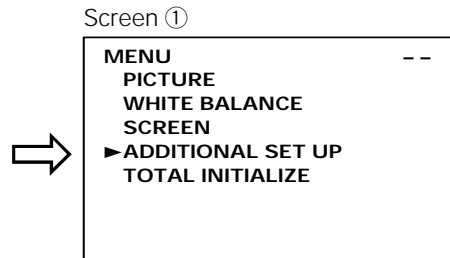 Screen ①
MENU – –
PICTURE
WHITE BALANCE
SCREEN
►ADDITIONAL SET UP
TOTAL INITIALIZE